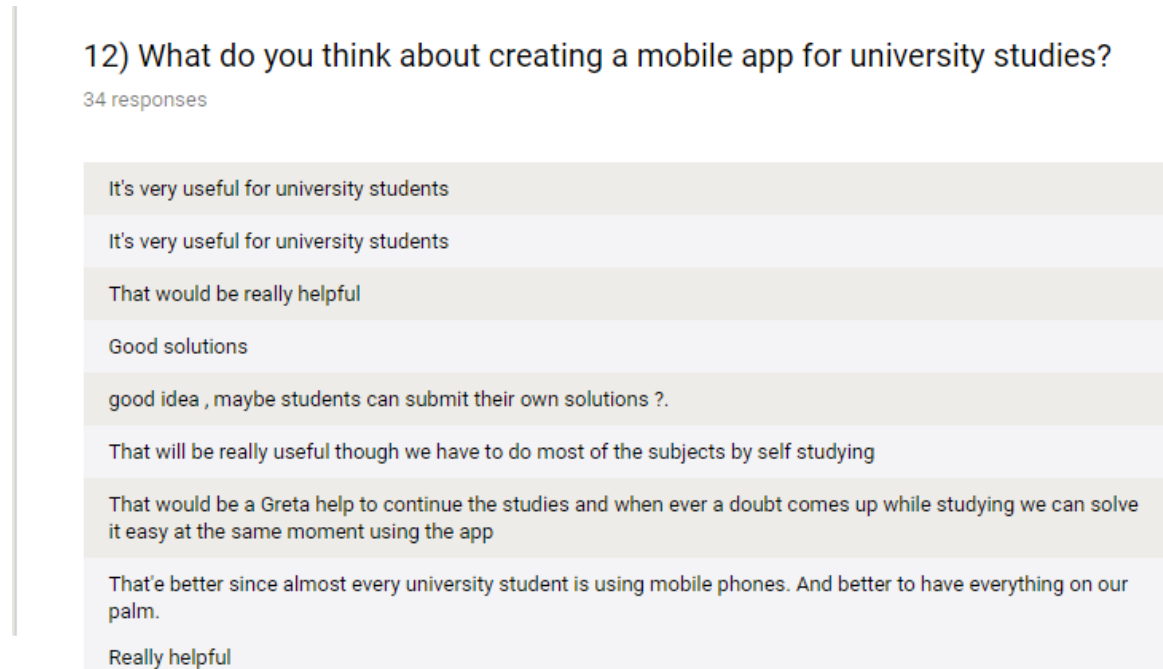 12) What do you think about creating a mobile app for university studies?
34 responses
It's very useful for university students
It's very useful for university students
That would be really helpful
Good solutions
good idea , maybe students can submit their own solutions ?.
That will be really useful though we have to do most of the subjects by self studying
That would be a Greta help to continue the studies and when ever a doubt comes up while studying we can solve
it easy at the same moment using the app
That'e better since almost every university student is using mobile phones. And better to have everything on our
palm.
Really helpful